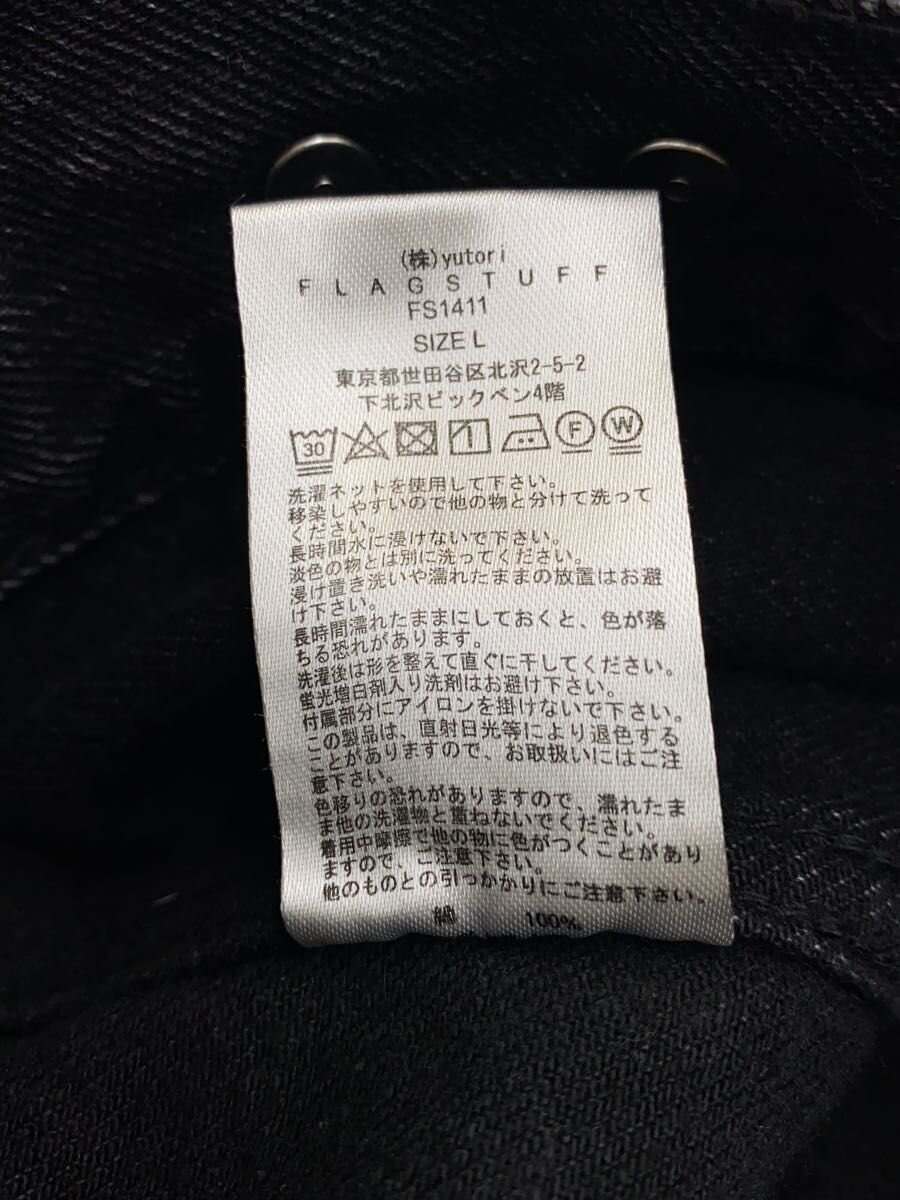 (株)yutori
FLAGSTUFF
FS1411
SIZE L
東京都世田谷区北沢2-5-2
下北沢ビックベン4階
30 F W
洗濯ネットを使用して下さい。
移染しやすいので他の物と分けて洗って
ください。
長時間水に浸けないで下さい。
淡色の物とは別に洗ってください。
浸け置き洗いや濡れたままの放置はお避
け下さい。
長時間濡れたままにしておくと、色が落
ちる恐れがあります。
洗濯後は形を整えて直ぐに干してください。
蛍光増白剤入り洗剤はお避け下さい。
付属部分にアイロンを掛けないで下さい。
この製品は、直射日光等により退色する
ことがありますので、お取扱いにはご注
意下さい。
色移りの恐れがありますので、濡れたま
ま他の洗濯物と重ねないでください。
着用中摩擦で他の物に色がつくことがあり
ますので、ご注意下さい。
他のものとの引っかかりにご注意下さい。
綿 100%